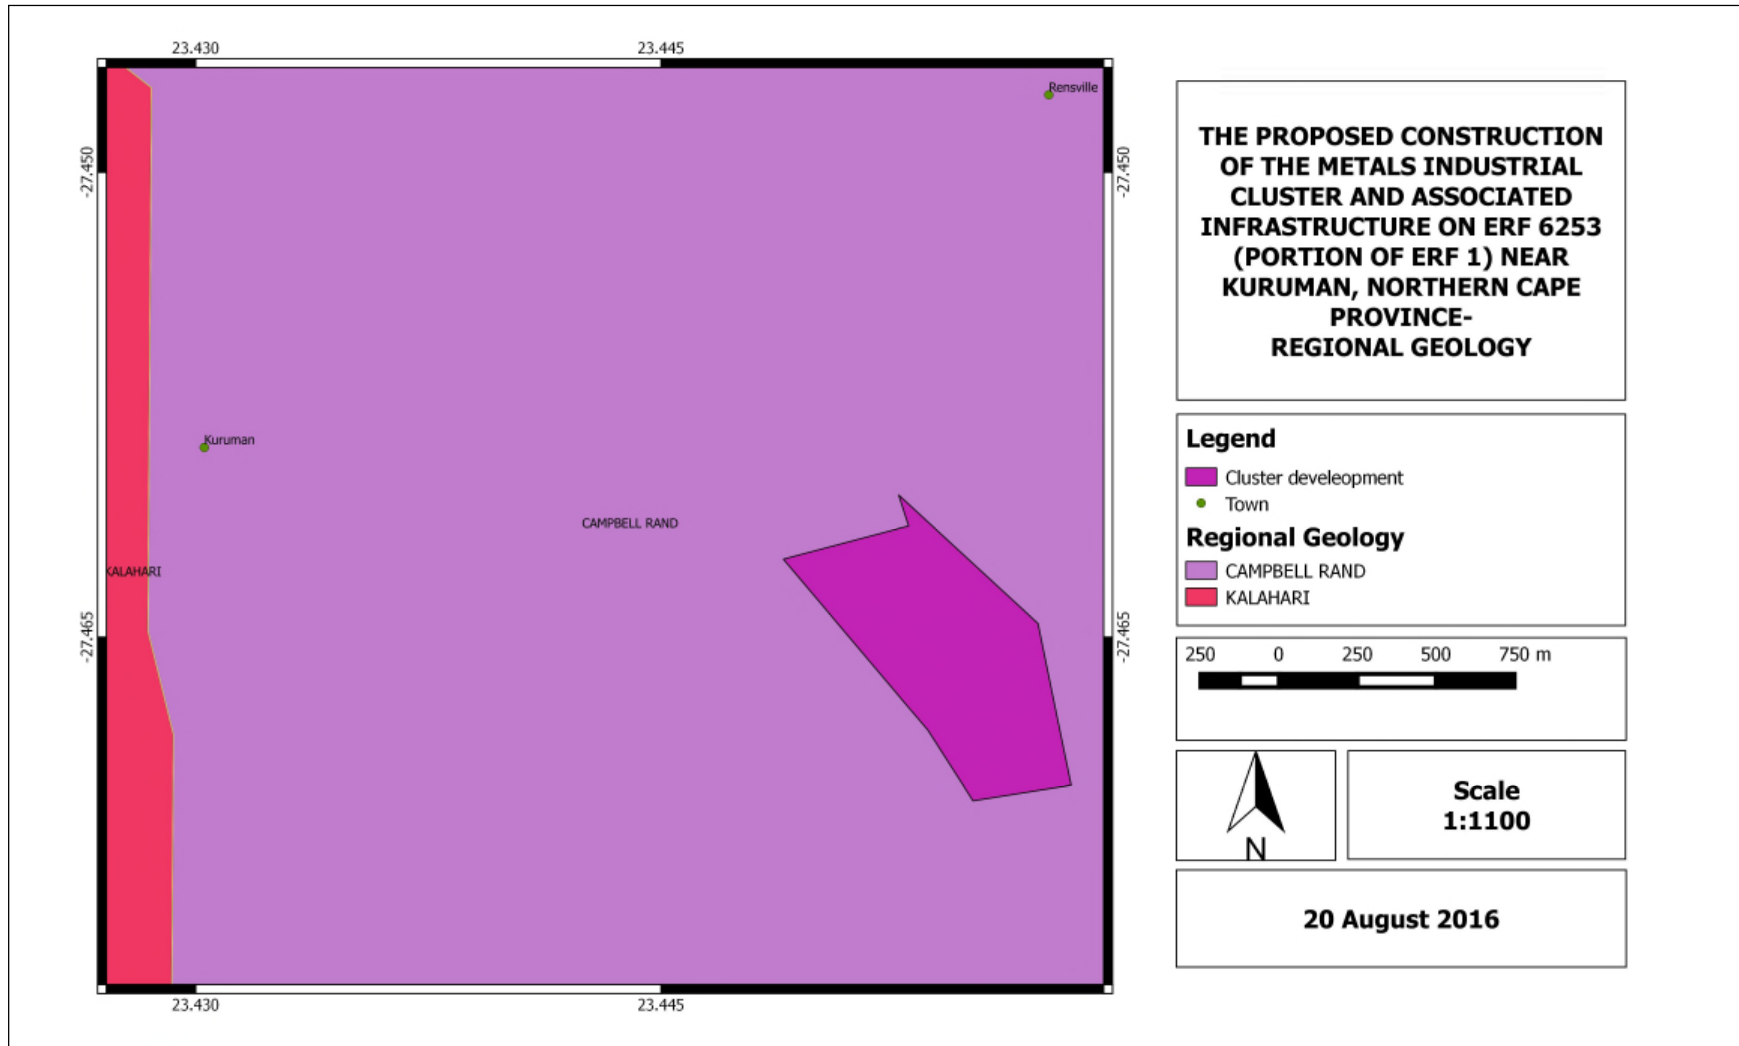 23.430 23.445
Rensville
-27.450 -27.450
Kuruman
CAMPBELL RAND
KALAHARI
-27.465 -27.465
23.430 23.445
THE PROPOSED CONSTRUCTION
OF THE METALS INDUSTRIAL
CLUSTER AND ASSOCIATED
INFRASTRUCTURE ON ERF 6253
(PORTION OF ERF 1) NEAR
KURUMAN, NORTHERN CAPE
PROVINCE-
REGIONAL GEOLOGY
Legend
Cluster develeopment
Town
Regional Geology
CAMPBELL RAND
KALAHARI
250 0 250 500 750 m
N
Scale
1:1100
20 August 2016